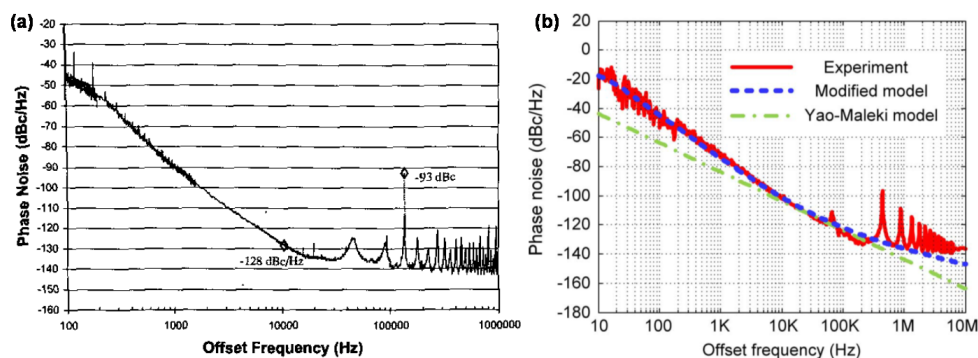 (a)
-20
-30
-40
-50
-60
-70
-80
-90
-100
-110
-120
-130
-140
-150
-160
Phase Noise (dBc/Hz)
-93 dBc
-128 dBc/Hz
100 1000 10000 100000 1000000
Offset Frequency (Hz)
(b)
20
0
-20
-40
-60
-80
-100
-120
-140
-160
-180
Phase noise (dBc/Hz)
Experiment
Modified model
Yao-Maleki model
10 100 1K 10K 100K 1M 10M
Offset frequency (Hz)